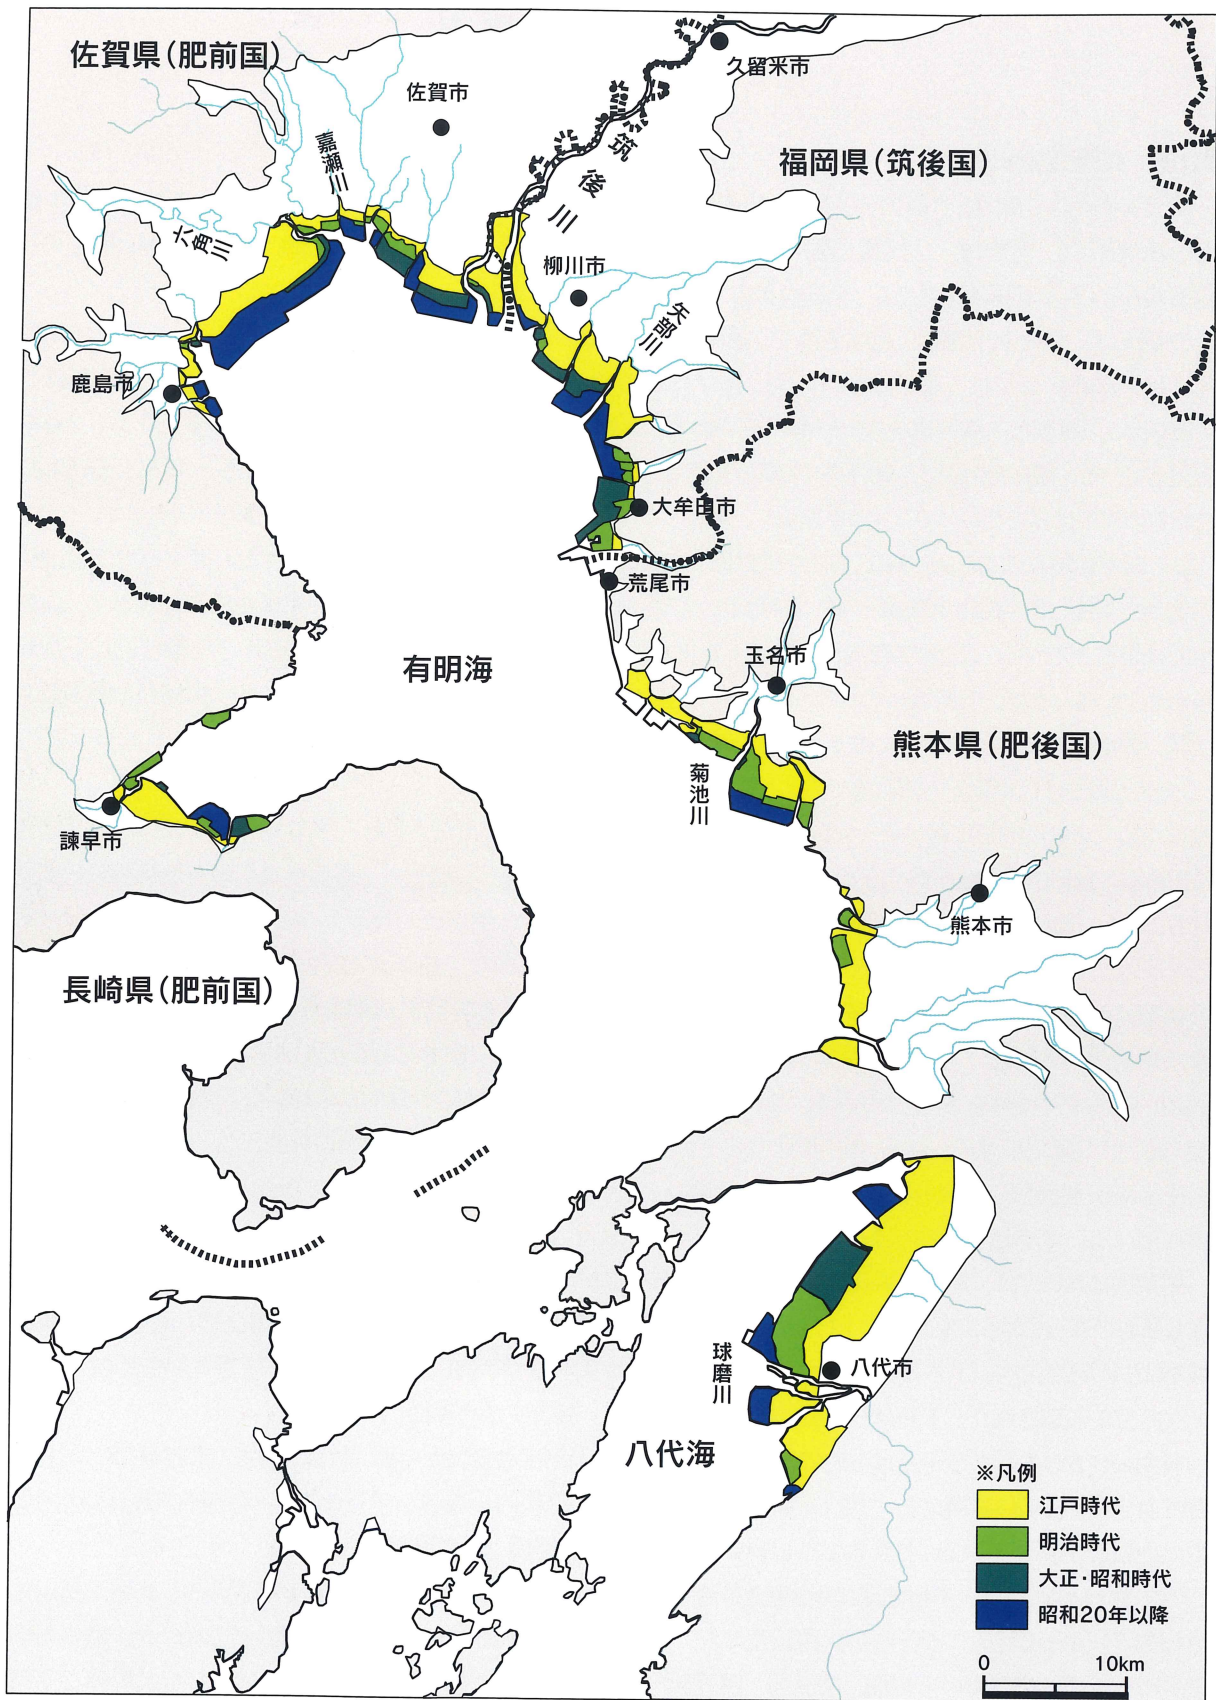 佐賀県(肥前国)
久留米市
佐賀市
嘉瀬川
筑後川
福岡県(筑後国)
六角川
柳川市
矢部川
鹿島市
大牟田市
荒尾市
有明海
玉名市
熊本県(肥後国)
菊池川
諫早市
熊本市
長崎県(肥前国)
球磨川
八代市
八代海
※凡例
江戸時代
明治時代
大正・昭和時代
昭和20年以降
0 10km